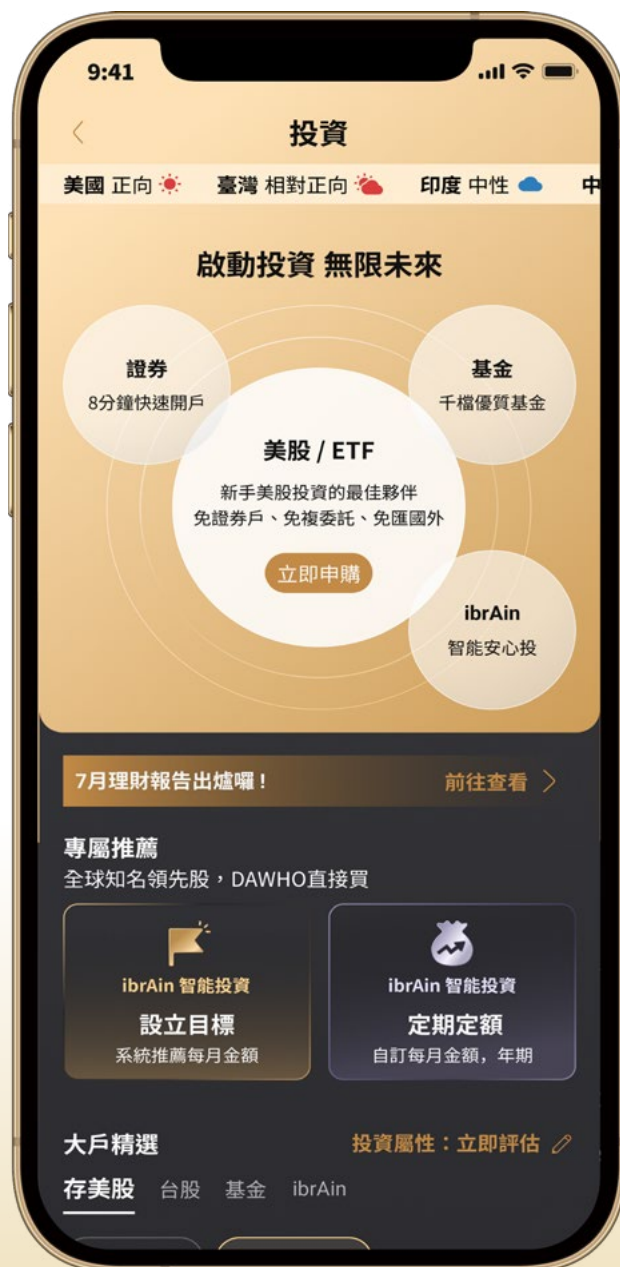 9:41
投資
美國 正向 臺灣 相對正向 印度 中性 中
啟動投資 無限未來
證券
8分鐘快速開戶
基金
千檔優質基金
美股 / ETF
新手美股投資的最佳夥伴
免證券戶、免複委託、免匯國外
立即申購
ibrAin
智能安心投
7月理財報告出爐囉！ 前往查看
專屬推薦
全球知名領先股，DAWHO直接買
ibrAin 智能投資
設立目標
系統推薦每月金額
ibrAin 智能投資
定期定額
自訂每月金額，年期
大戶精選 投資屬性：立即評估
存美股 台股 基金 ibrAin